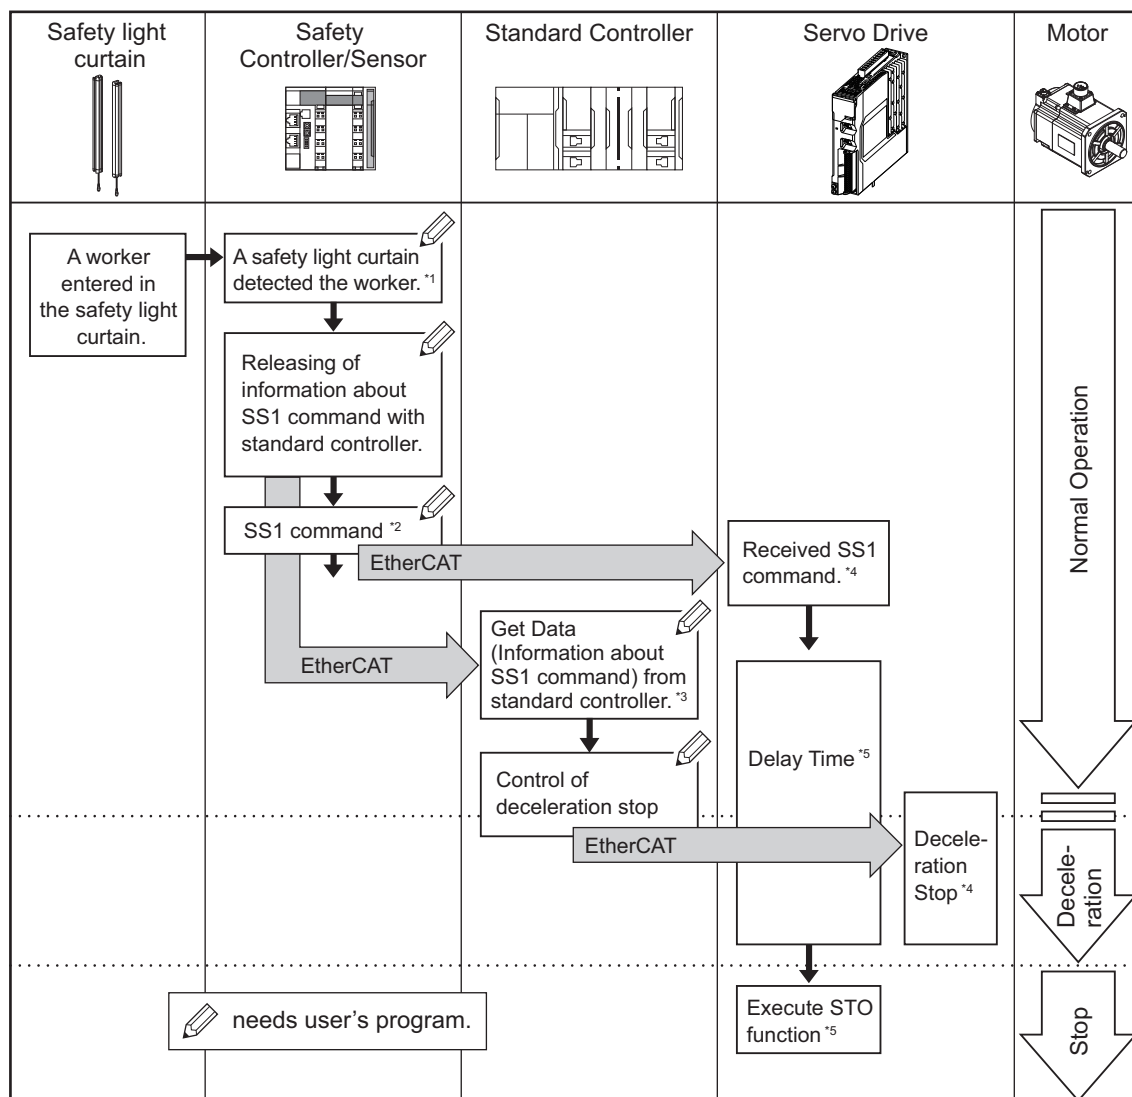 Safety light
curtain
Safety
Controller/Sensor
Standard Controller
Servo Drive
Motor
A worker
entered in
the safety light
curtain.
A safety light curtain
detected the worker. *1
Releasing of
information about
SS1 command with
standard controller.
SS1 command *2
EtherCAT
Received SS1
command. *4
EtherCAT
Get Data
(Information about
SS1 command) from
standard controller. *3
Delay Time *5
Control of
deceleration stop
EtherCAT
Decele-
ration
Stop *4
Execute STO
function *5
Normal Operation
Decele-
ration
Stop
needs user's program.